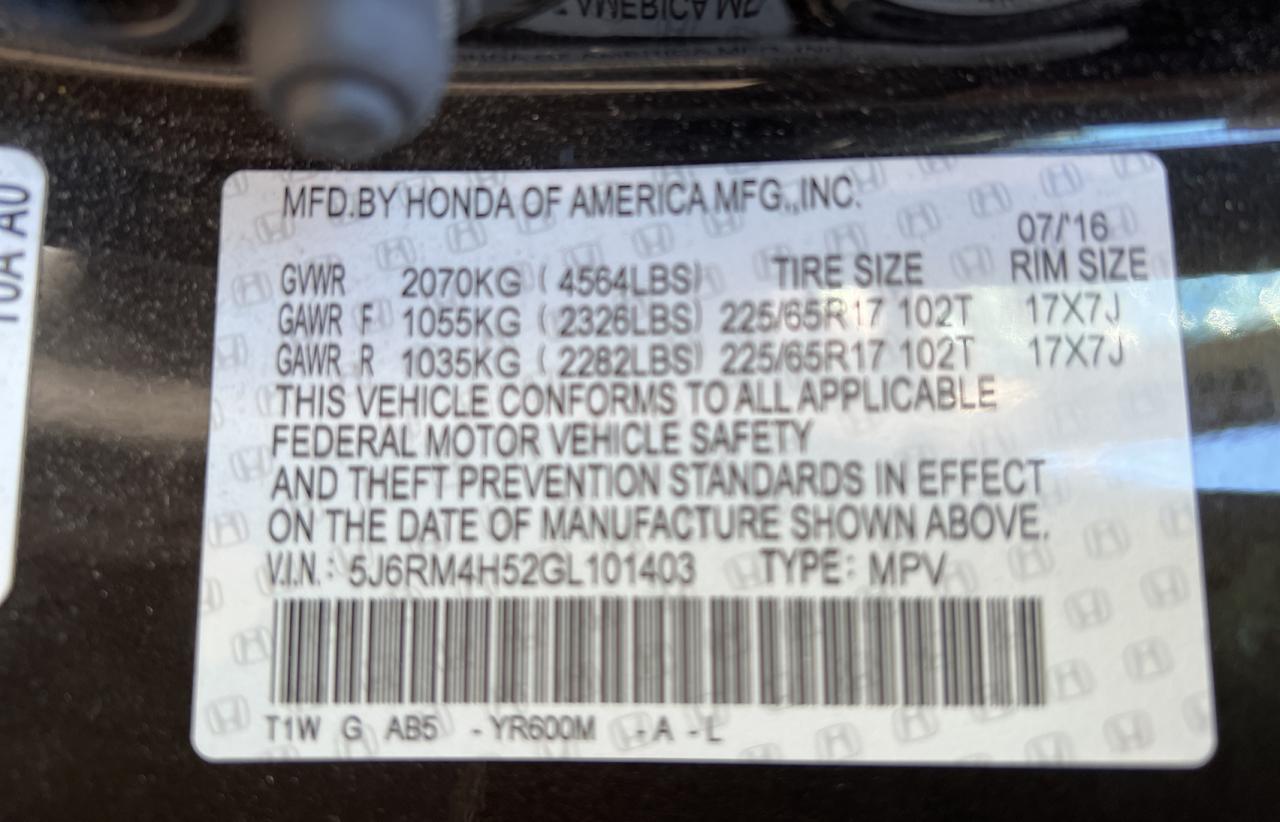 AMERICA
10A A0
MFD.BY HONDA OF AMERICA MFG.,INC.
07/'16
GVWR 2070KG ( 4564LBS) TIRE SIZE RIM SIZE
GAWR F 1055KG ( 2326LBS) 225/65R17 102T 17X7J
GAWR R 1035KG ( 2282LBS) 225/65R17 102T 17X7J
THIS VEHICLE CONFORMS TO ALL APPLICABLE
FEDERAL MOTOR VEHICLE SAFETY
AND THEFT PREVENTION STANDARDS IN EFFECT
ON THE DATE OF MANUFACTURE SHOWN ABOVE.
V.I.N.: 5J6RM4H52GL101403 TYPE: MPV
T1W G AB5 - YR600M - A - L